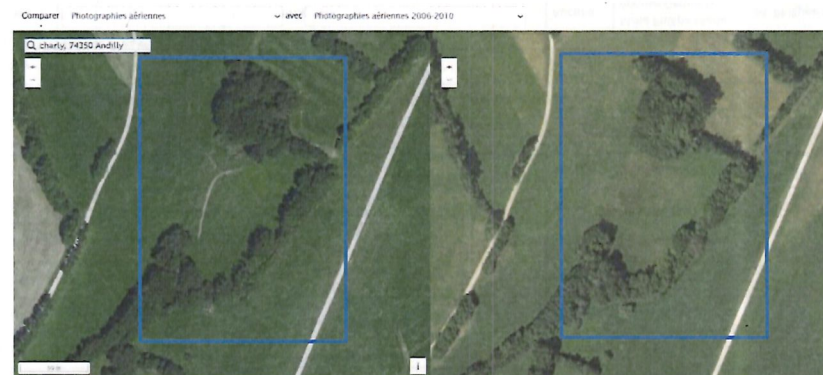 Comparer Photographies aériennes avec Photographies aériennes 2006-2010
charly, 74350 Andilly
+
−
+
−
i